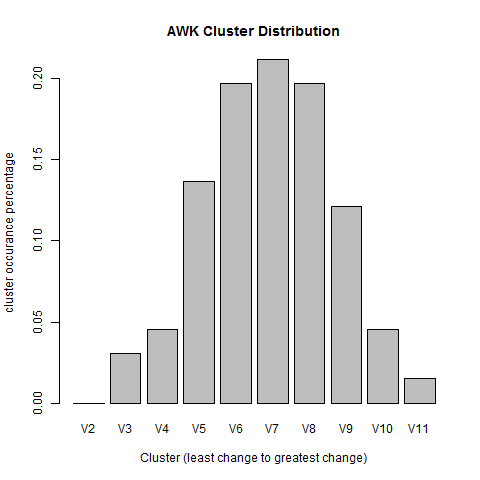 AWK Cluster Distribution
cluster occurance percentage
0.20
0.15
0.10
0.05
0.00
V2 V3 V4 V5 V6 V7 V8 V9 V10 V11
Cluster (least change to greatest change)